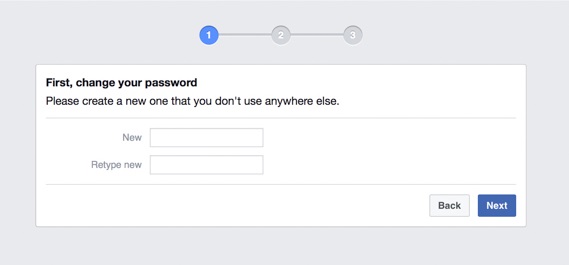 1 2 3
First, change your password
Please create a new one that you don't use anywhere else.
New
Retype new
Back Next